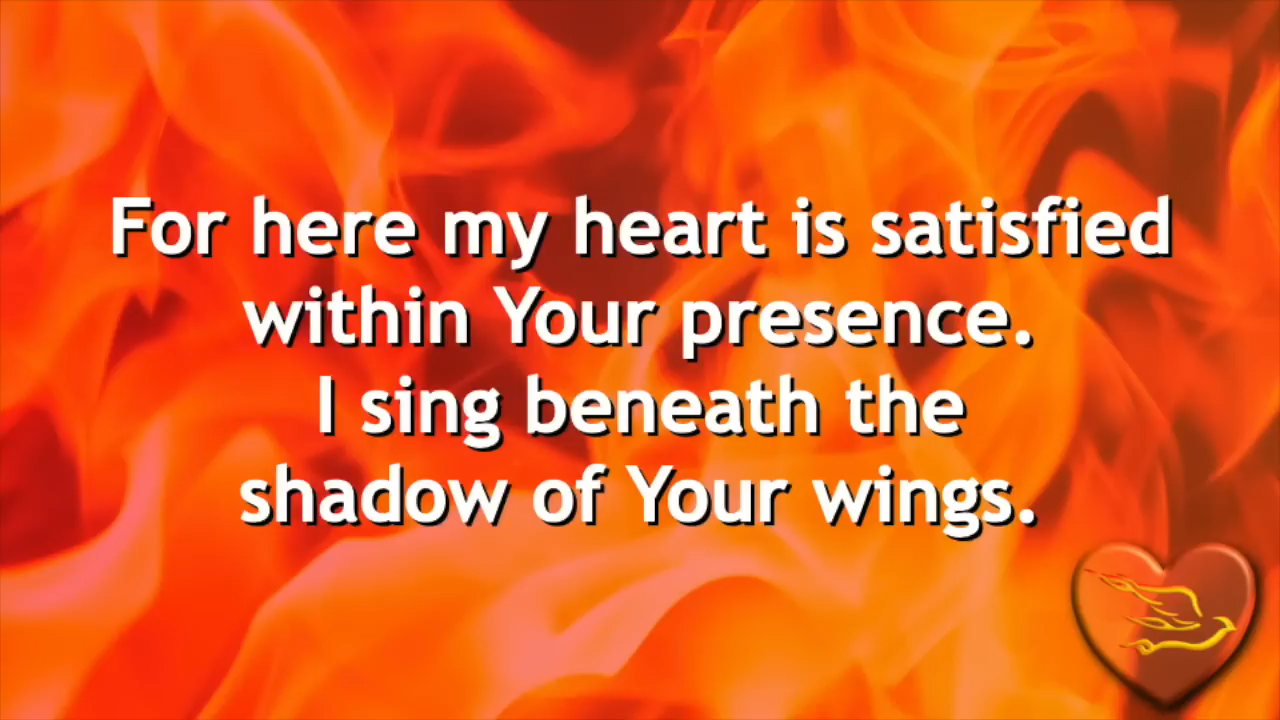 For here my heart is satisfied
within Your presence.
I sing beneath the
shadow of Your wings.